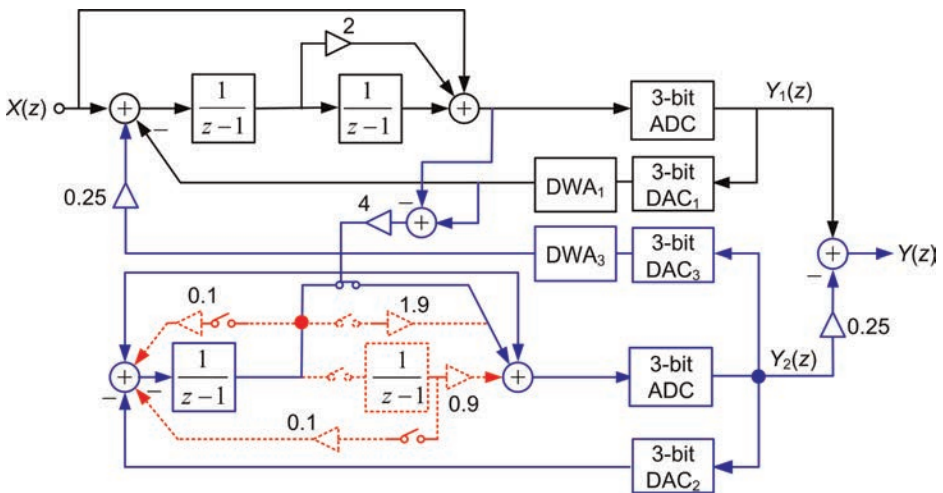 2
X(z)
+
−
1
z−1
1
z−1
+
3-bit
ADC
Y₁(z)
0.25
DWA₁
3-bit
DAC₁
4
−
+
DWA₃
3-bit
DAC₃
+
−
Y(z)
0.1
1.9
0.25
+
−
−
1
z−1
1
z−1
0.9
+
3-bit
ADC
Y₂(z)
0.1
3-bit
DAC₂